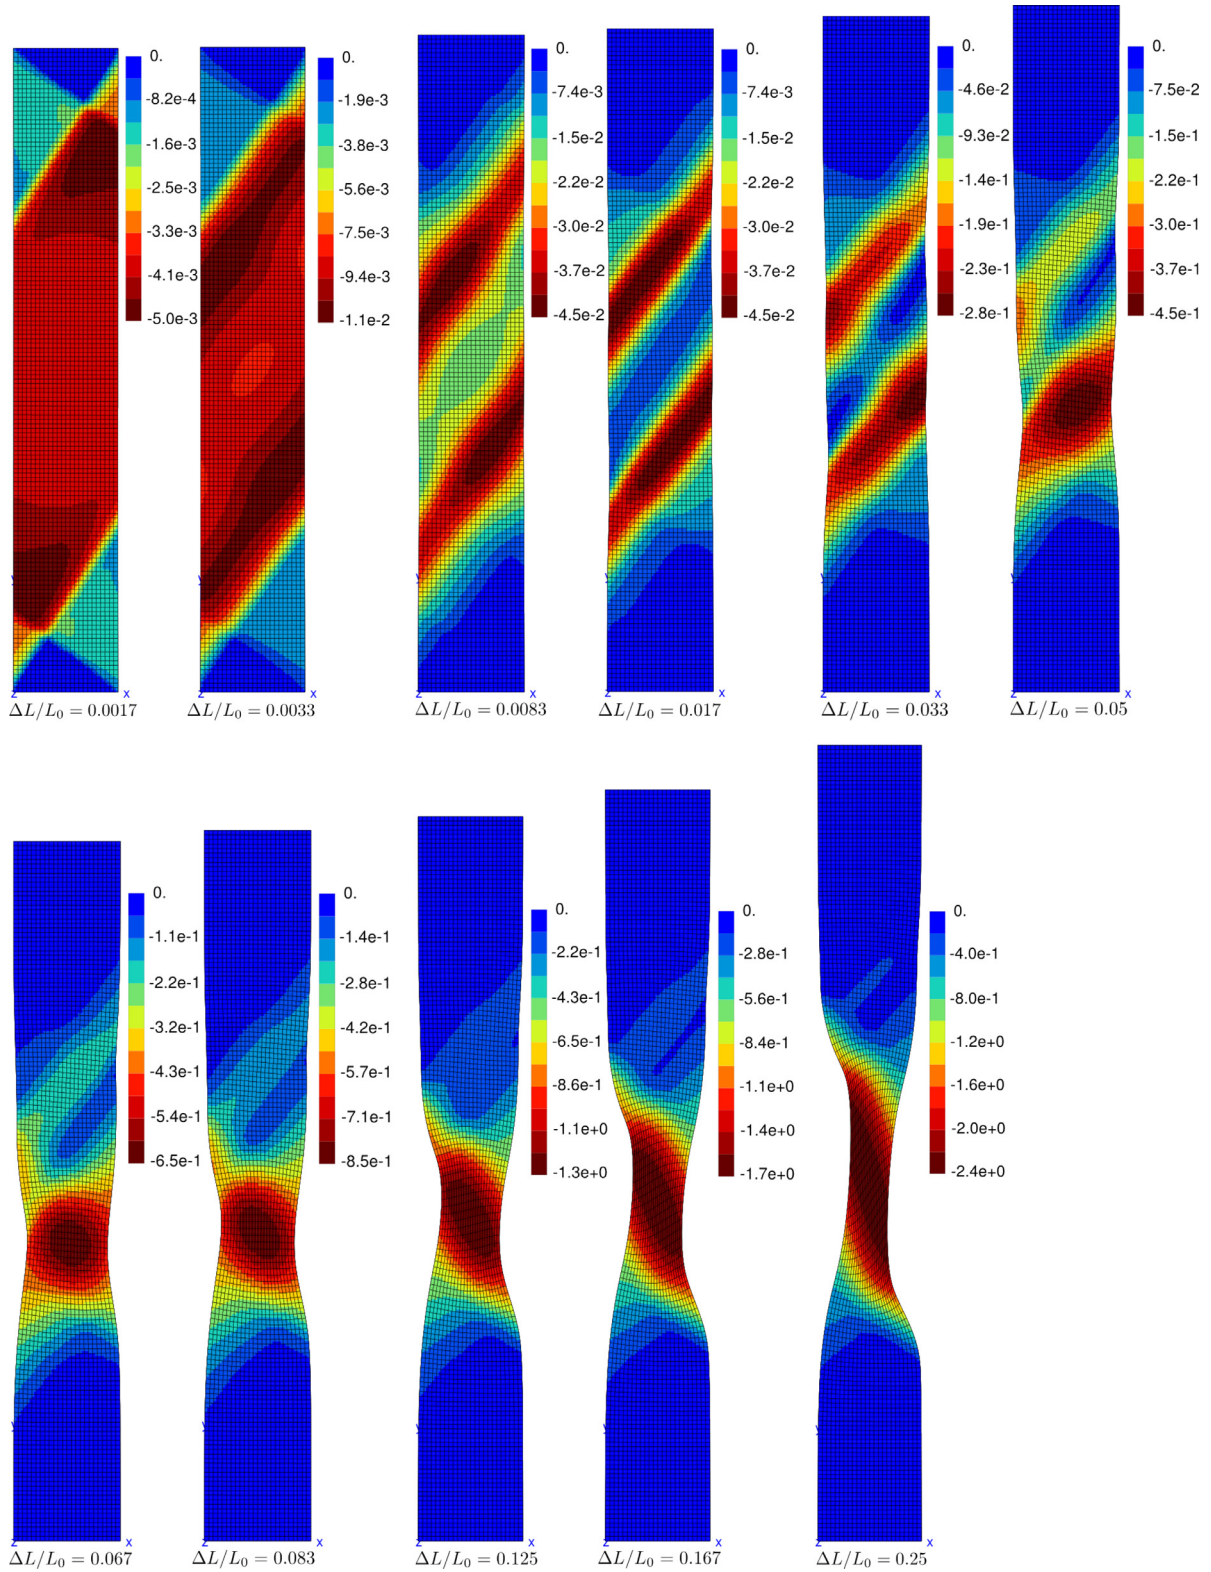 0.
-8.2e-4
-1.6e-3
-2.5e-3
-3.3e-3
-4.1e-3
-5.0e-3
y
z x
ΔL/L₀ = 0.0017
0.
-1.9e-3
-3.8e-3
-5.6e-3
-7.5e-3
-9.4e-3
-1.1e-2
y
z x
ΔL/L₀ = 0.0033
0.
-7.4e-3
-1.5e-2
-2.2e-2
-3.0e-2
-3.7e-2
-4.5e-2
y
z x
ΔL/L₀ = 0.0083
0.
-7.4e-3
-1.5e-2
-2.2e-2
-3.0e-2
-3.7e-2
-4.5e-2
y
z x
ΔL/L₀ = 0.017
0.
-4.6e-2
-9.3e-2
-1.4e-1
-1.9e-1
-2.3e-1
-2.8e-1
y
z x
ΔL/L₀ = 0.033
0.
-7.5e-2
-1.5e-1
-2.2e-1
-3.0e-1
-3.7e-1
-4.5e-1
y
z x
ΔL/L₀ = 0.05
0.
-1.1e-1
-2.2e-1
-3.2e-1
-4.3e-1
-5.4e-1
-6.5e-1
y
z x
ΔL/L₀ = 0.067
0.
-1.4e-1
-2.8e-1
-4.2e-1
-5.7e-1
-7.1e-1
-8.5e-1
y
z x
ΔL/L₀ = 0.083
0.
-2.2e-1
-4.3e-1
-6.5e-1
-8.6e-1
-1.1e+0
-1.3e+0
y
z x
ΔL/L₀ = 0.125
0.
-2.8e-1
-5.6e-1
-8.4e-1
-1.1e+0
-1.4e+0
-1.7e+0
y
z x
ΔL/L₀ = 0.167
0.
-4.0e-1
-8.0e-1
-1.2e+0
-1.6e+0
-2.0e+0
-2.4e+0
y
z x
ΔL/L₀ = 0.25